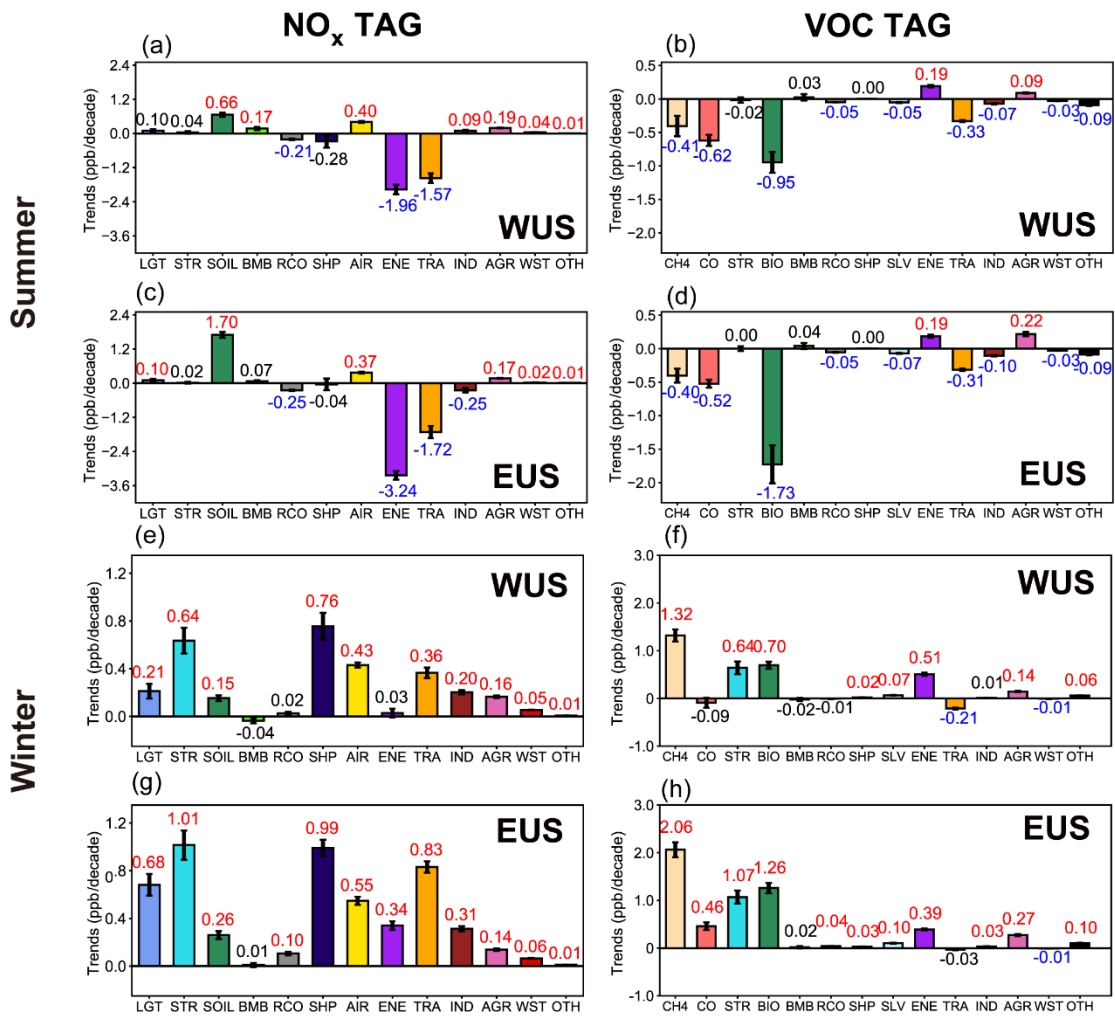 NOx TAG
VOC TAG
Summer
Winter
(a)
Trends (ppb/decade)
2.4
1.2
0.0
−1.2
−2.4
−3.6
0.10 0.04 0.66 0.17 -0.21 -0.28 0.40 -1.96 -1.57 0.09 0.19 0.04 0.01
WUS
LGT STR SOIL BMB RCO SHP AIR ENE TRA IND AGR WST OTH
(b)
Trends (ppb/decade)
0.5
0.0
−0.5
−1.0
−1.5
−2.0
-0.41 -0.62 -0.02 -0.95 0.03 -0.05 0.00 -0.05 0.19 -0.33 -0.07 0.09 -0.03 -0.09
WUS
CH4 CO STR BIO BMB RCO SHP SLV ENE TRA IND AGR WST OTH
(c)
Trends (ppb/decade)
2.4
1.2
0.0
−1.2
−2.4
−3.6
0.10 0.02 1.70 0.07 -0.25 -0.04 0.37 -3.24 -1.72 -0.25 0.17 0.02 0.01
EUS
LGT STR SOIL BMB RCO SHP AIR ENE TRA IND AGR WST OTH
(d)
Trends (ppb/decade)
0.5
0.0
−0.5
−1.0
−1.5
−2.0
-0.40 -0.52 0.00 -1.73 0.04 -0.05 0.00 -0.07 0.19 -0.31 -0.10 0.22 -0.03 -0.09
EUS
CH4 CO STR BIO BMB RCO SHP SLV ENE TRA IND AGR WST OTH
(e)
Trends (ppb/decade)
1.2
0.8
0.4
0.0
0.21 0.64 0.15 -0.04 0.02 0.76 0.43 0.03 0.36 0.20 0.16 0.05 0.01
WUS
LGT STR SOIL BMB RCO SHP AIR ENE TRA IND AGR WST OTH
(f)
Trends (ppb/decade)
3.0
2.0
1.0
0.0
-1.0
1.32 -0.09 0.64 0.70 -0.02 -0.01 0.02 0.07 0.51 -0.21 0.01 0.14 -0.01 0.06
WUS
CH4 CO STR BIO BMB RCO SHP SLV ENE TRA IND AGR WST OTH
(g)
Trends (ppb/decade)
1.2
0.8
0.4
0.0
0.68 1.01 0.26 0.01 0.10 0.99 0.55 0.34 0.83 0.31 0.14 0.06 0.01
EUS
LGT STR SOIL BMB RCO SHP AIR ENE TRA IND AGR WST OTH
(h)
Trends (ppb/decade)
3.0
2.0
1.0
0
-1.0
2.06 0.46 1.07 1.26 0.02 0.04 0.03 0.10 0.39 -0.03 0.03 0.27 -0.01 0.10
EUS
CH4 CO STR BIO BMB RCO SHP SLV ENE TRA IND AGR WST OTH